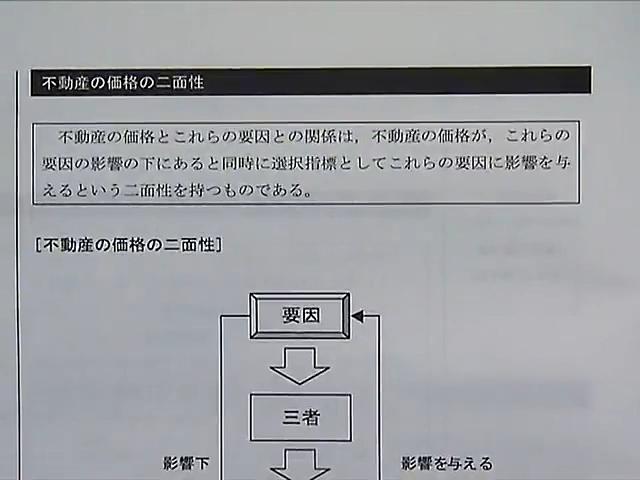 不動産の価格の二面性
不動産の価格とこれらの要因との関係は，不動産の価格が，これらの
要因の影響の下にあると同時に選択指標としてこれらの要因に影響を与
えるという二面性を持つものである。
［不動産の価格の二面性］
要因
三者
影響下
影響を与える